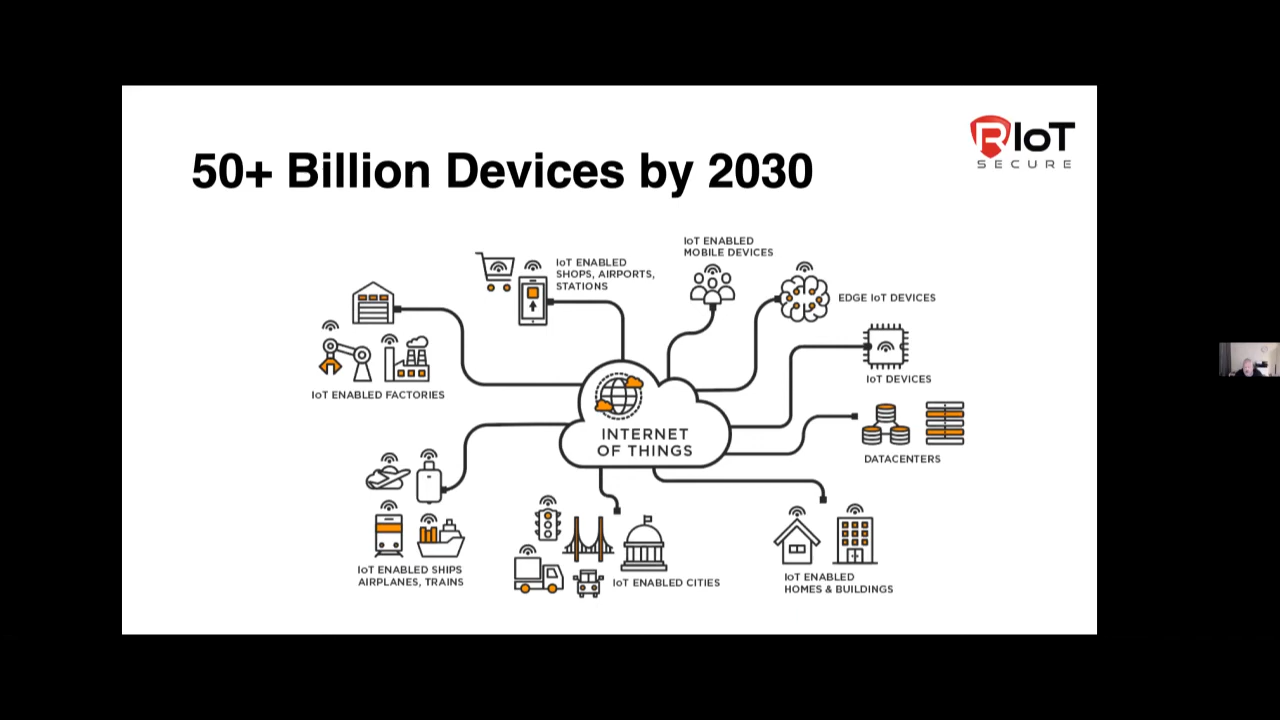 RIoT
SECURE
50+ Billion Devices by 2030
IoT ENABLED
MOBILE DEVICES
IoT ENABLED
SHOPS, AIRPORTS,
STATIONS
EDGE IoT DEVICES
IoT DEVICES
IoT ENABLED FACTORIES
INTERNET
OF THINGS
DATACENTERS
IoT ENABLED SHIPS
AIRPLANES, TRAINS
IoT ENABLED CITIES
IoT ENABLED
HOMES & BUILDINGS